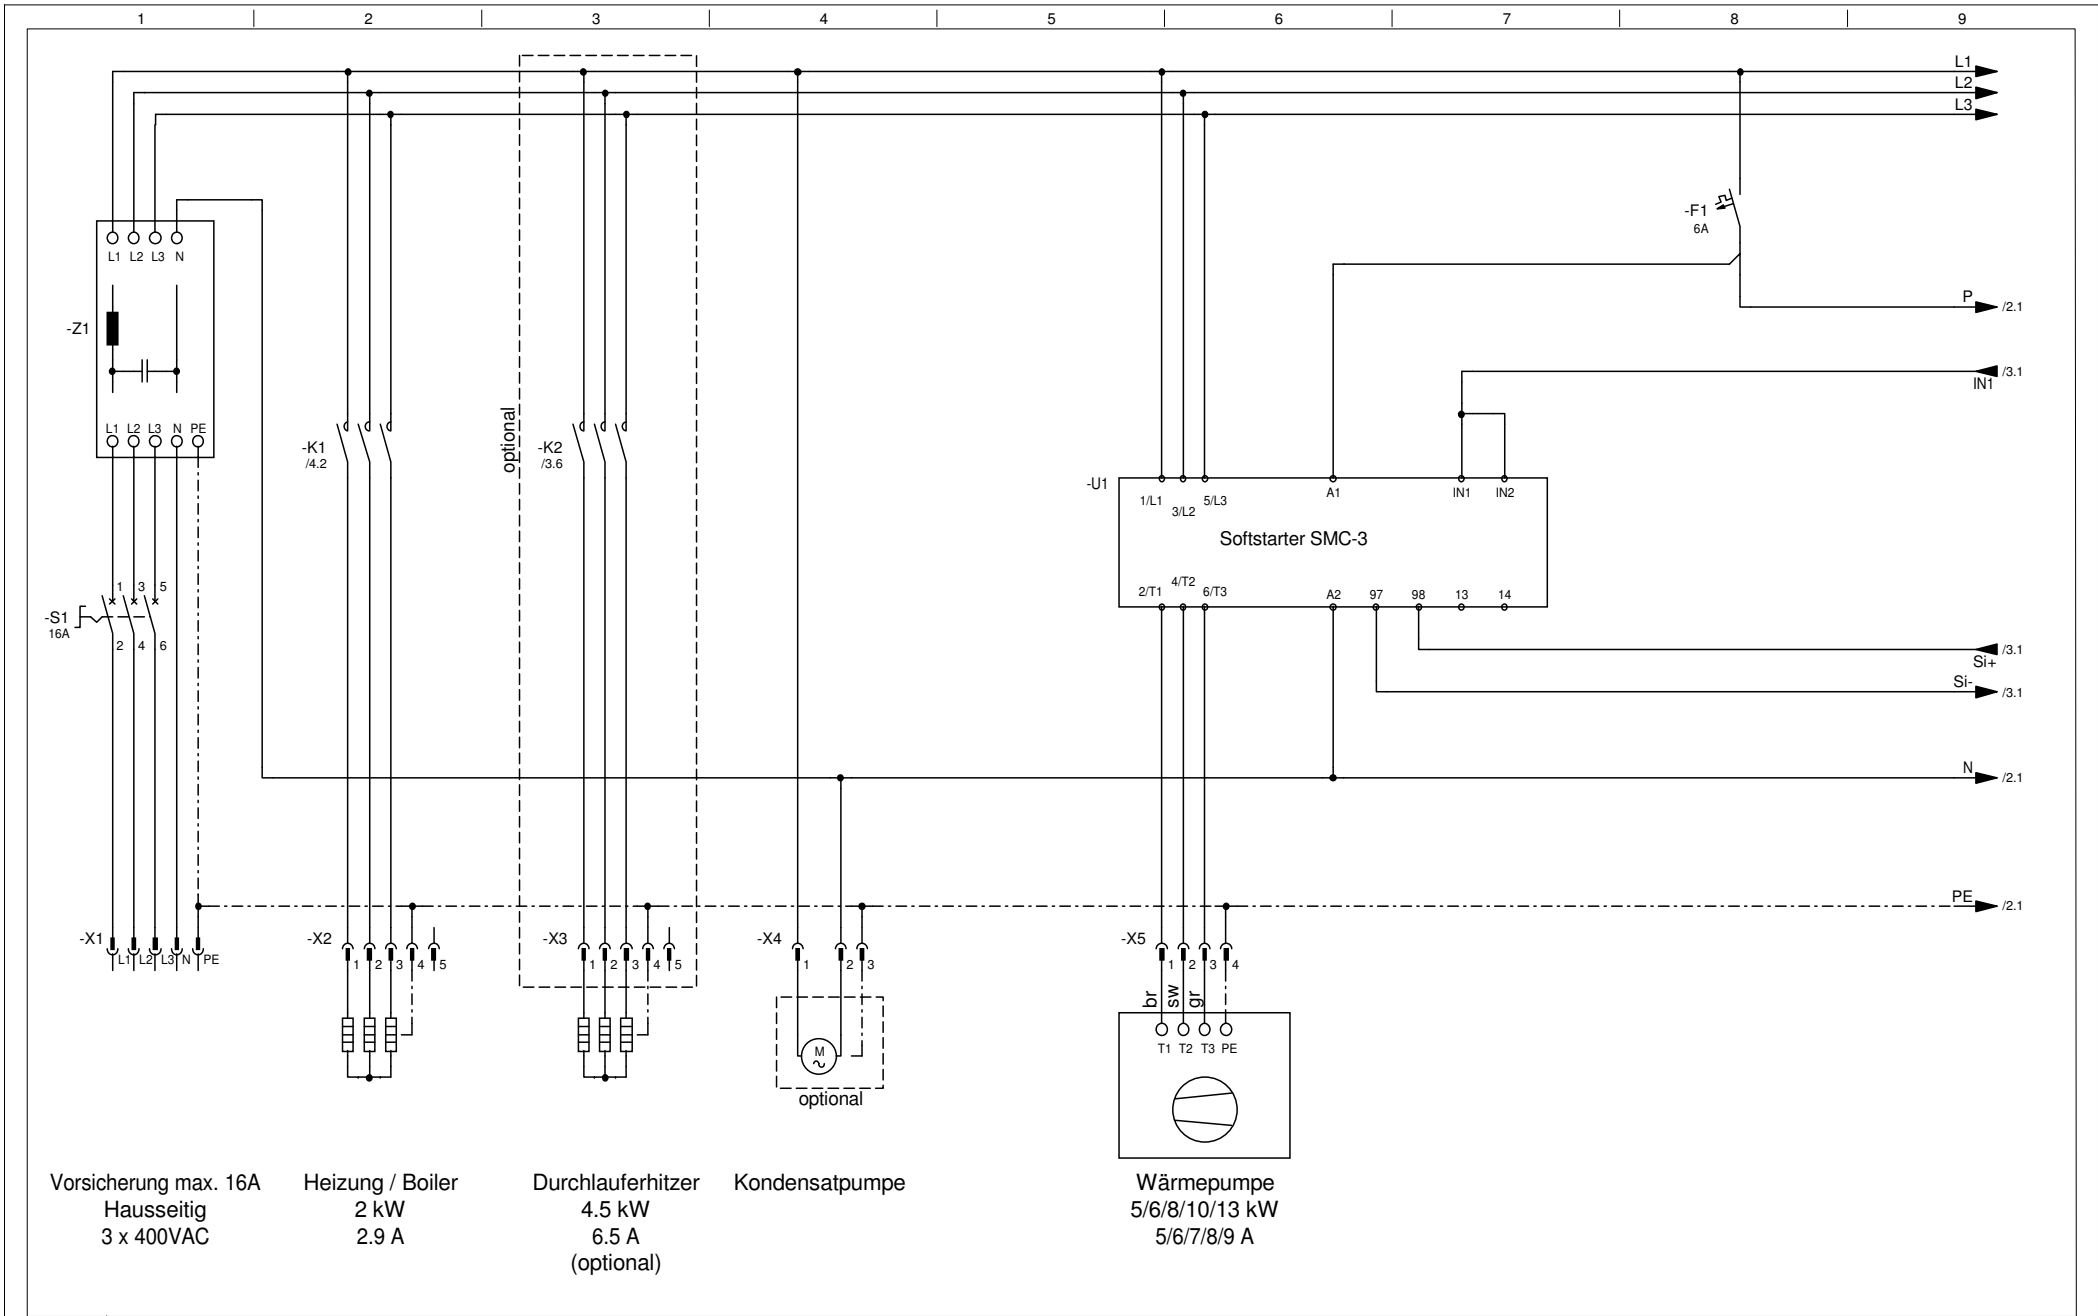 1 2 3 4 5 6 7 8 9
L1
L2
L3
-F1
6A
L1 L2 L3 N
P /2.1
-Z1
/3.1
IN1
optional
L1 L2 L3 N PE
-K1
/4.2
-K2
/3.6
-U1
1/L1 3/L2 5/L3 A1 IN1 IN2
Softstarter SMC-3
2/T1 4/T2 6/T3 A2 97 98 13 14
1 3 5
-S1
16A
2 4 6
/3.1
Si+
Si- /3.1
N /2.1
PE /2.1
-X1 L1 L2 L3 N PE
-X2 1 2 3 4 5
-X3 1 2 3 4 5
-X4 1 2 3
-X5 1 2 3 4
br sw gr
T1 T2 T3 PE
M
optional
Vorsicherung max. 16A
Hausseitig
3 x 400VAC
Heizung / Boiler
2 kW
2.9 A
Durchlauferhitzer
4.5 kW
6.5 A
(optional)
Kondensatpumpe
Wärmepumpe
5/6/8/10/13 kW
5/6/7/8/9 A